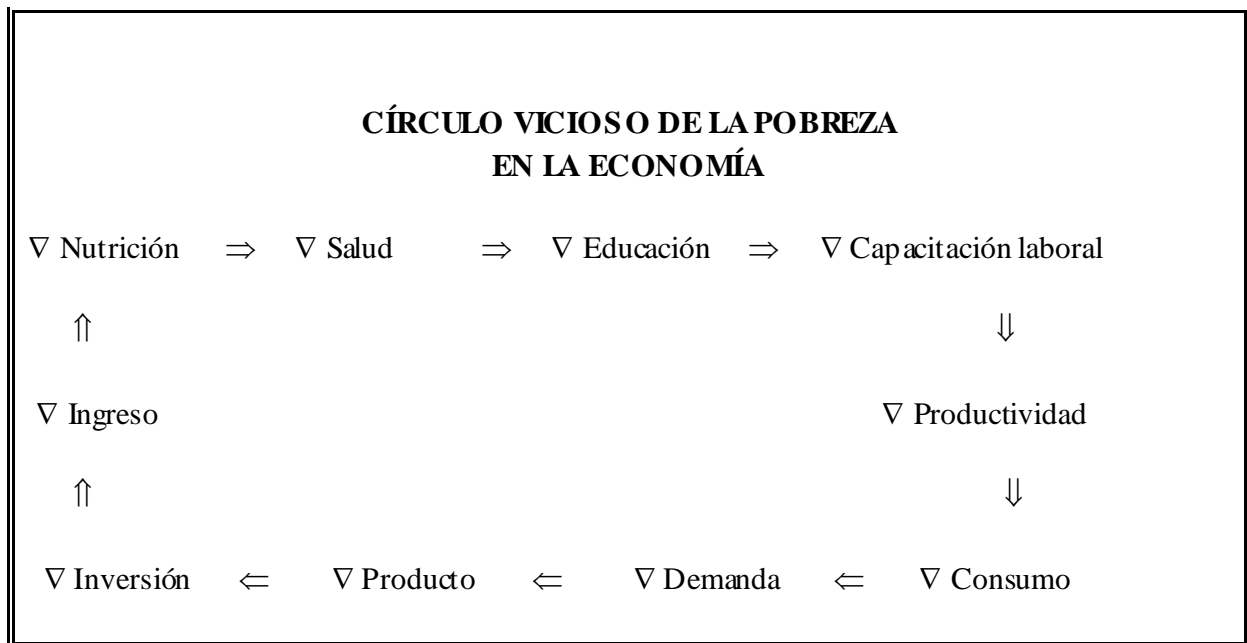 CÍRCULO VICIOSO DE LA POBREZA
EN LA ECONOMÍA
∇ Nutrición ⇒ ∇ Salud ⇒ ∇ Educación ⇒ ∇ Capacitación laboral
⇑ ⇓
∇ Ingreso ∇ Productividad
⇑ ⇓
∇ Inversión ⇐ ∇ Producto ⇐ ∇ Demanda ⇐ ∇ Consumo